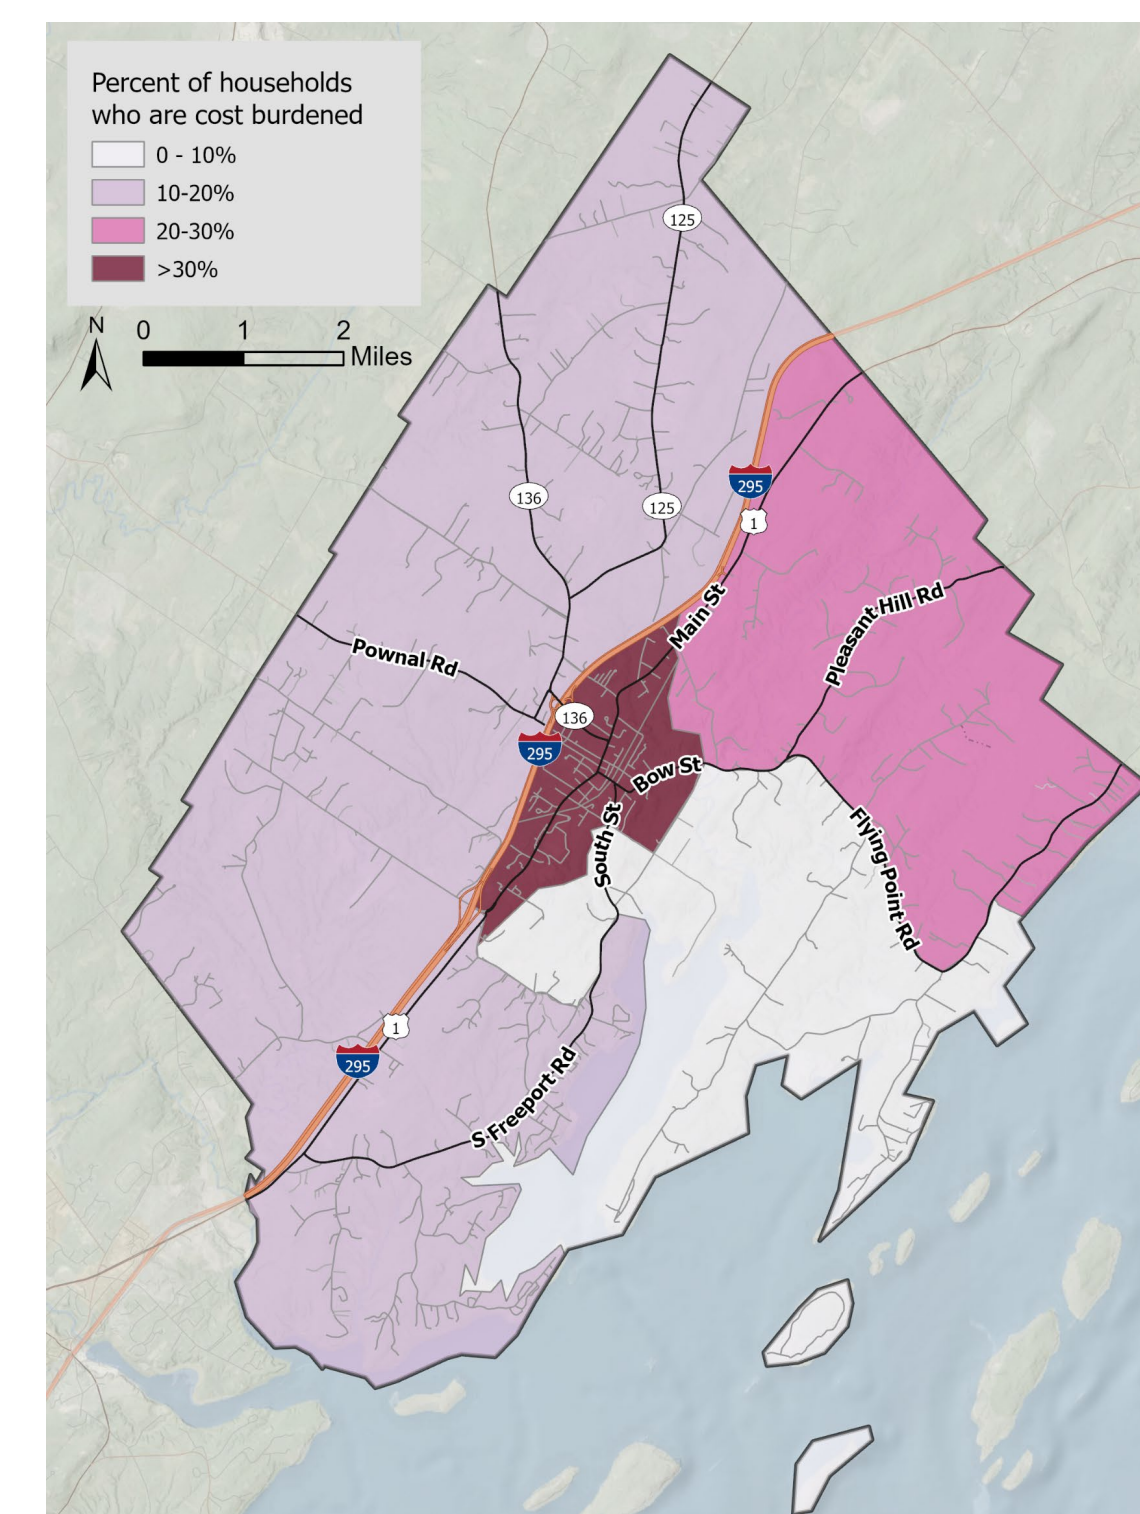 Percent of households
who are cost burdened
0 - 10%
10-20%
20-30%
>30%
N
0 1 2
Miles
125
136
125
295
1
Main St
Pleasant Hill Rd
Pownal Rd
136
295
Bow St
South St
Flying Point Rd
1
295
S Freeport Rd